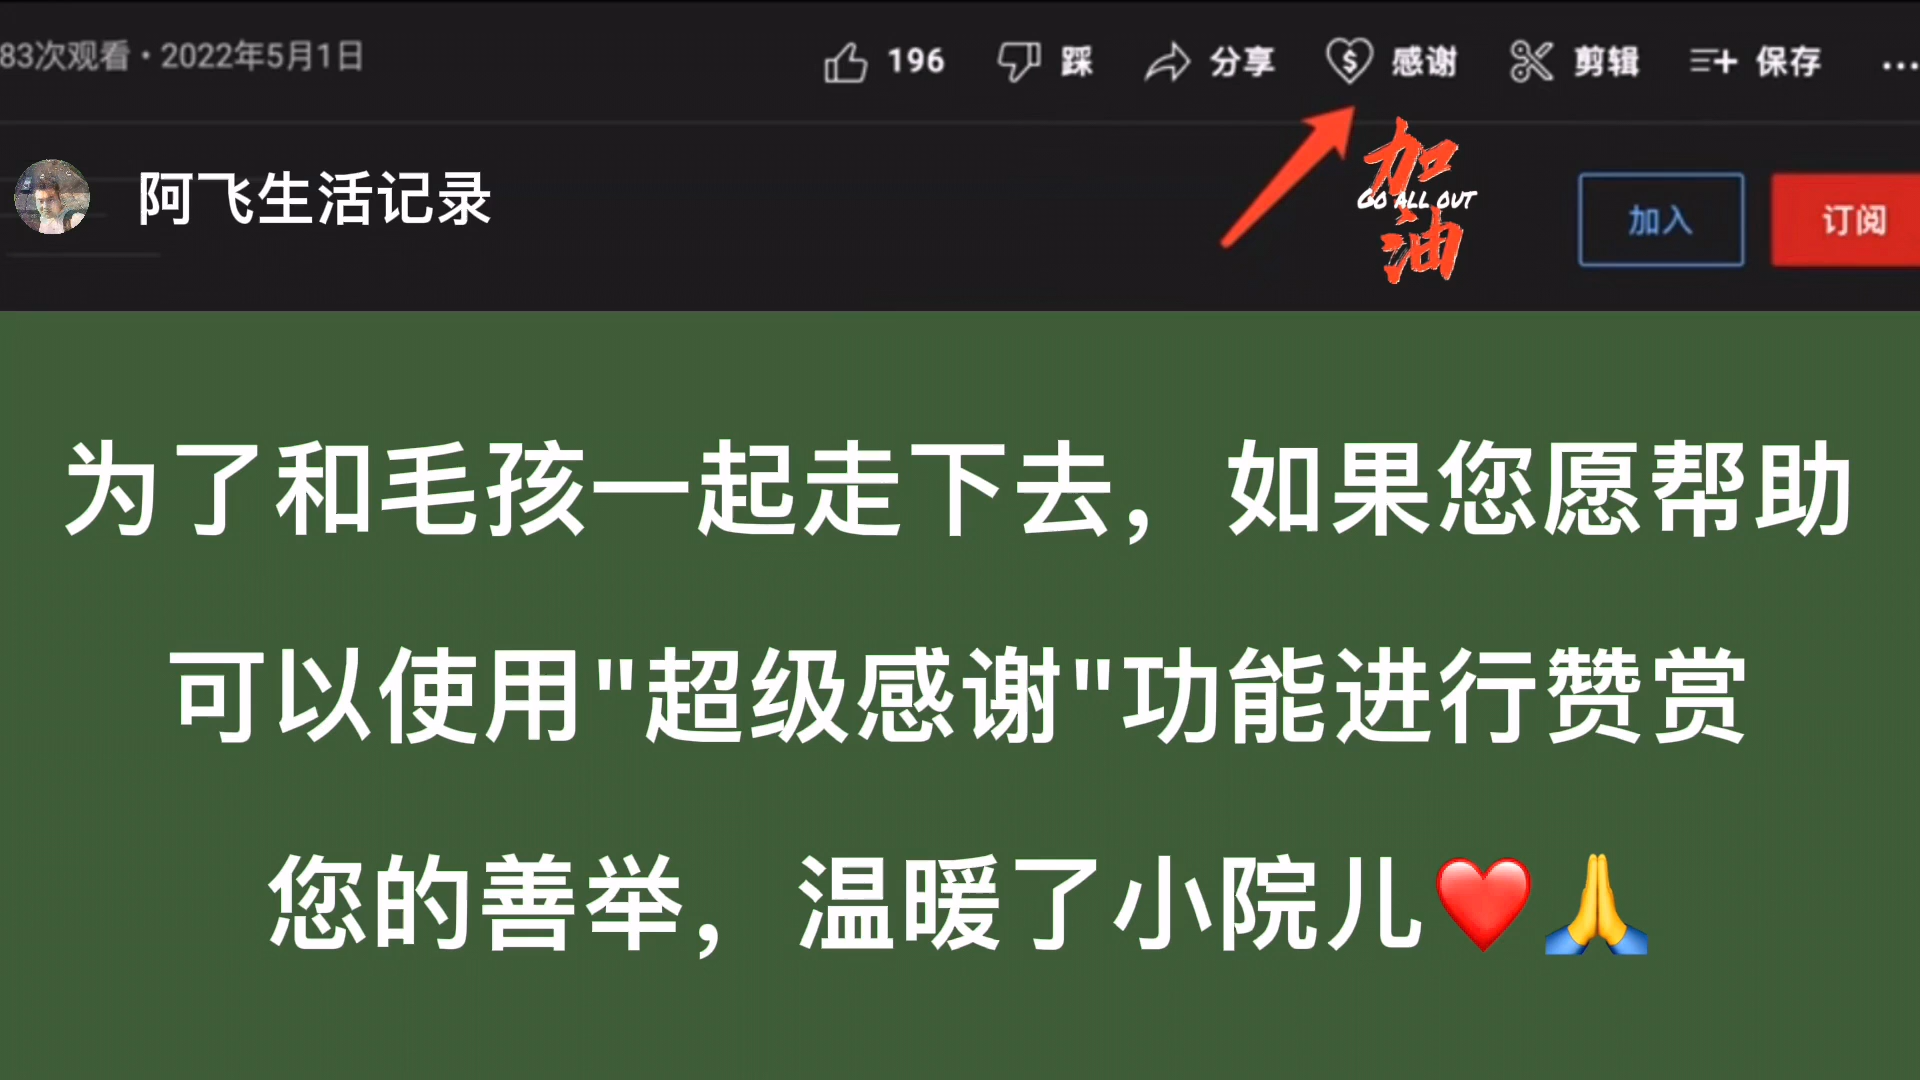 83次观看·2022年5月1日
196 踩 分享 感谢 剪辑 保存
阿飞生活记录
加油
GO ALL OUT
加入 订阅
为了和毛孩一起走下去，如果您愿帮助
可以使用"超级感谢"功能进行赞赏
您的善举，温暖了小院儿❤️🙏